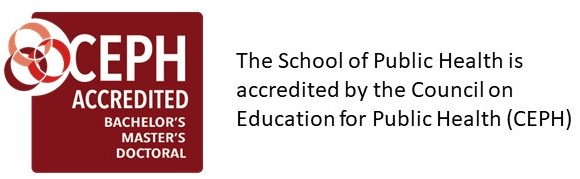 CEPH
ACCREDITED
BACHELOR'S
MASTER'S
DOCTORAL
The School of Public Health is
accredited by the Council on
Education for Public Health (CEPH)